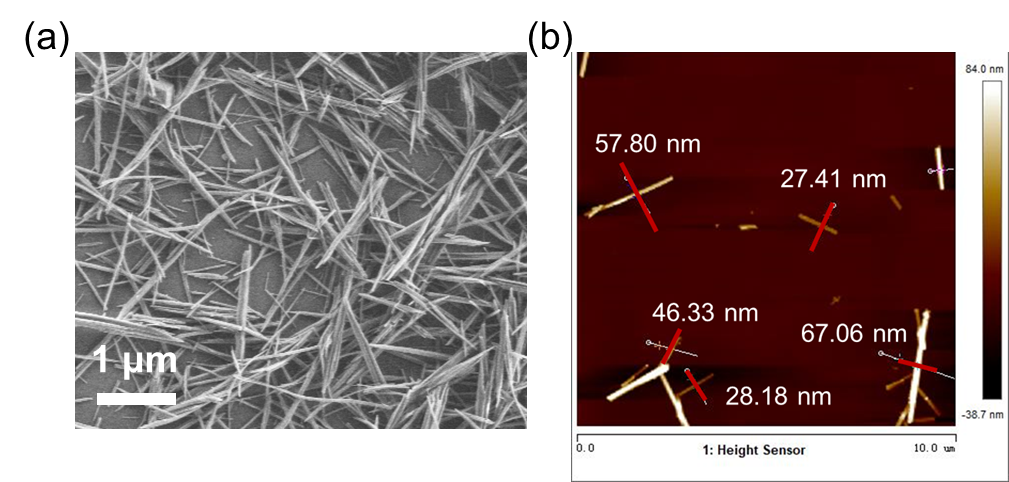 (a)
(b)
1 μm
84.0 nm
57.80 nm
27.41 nm
46.33 nm
67.06 nm
28.18 nm
-38.7 nm
0.0
1: Height Sensor
10.0 um